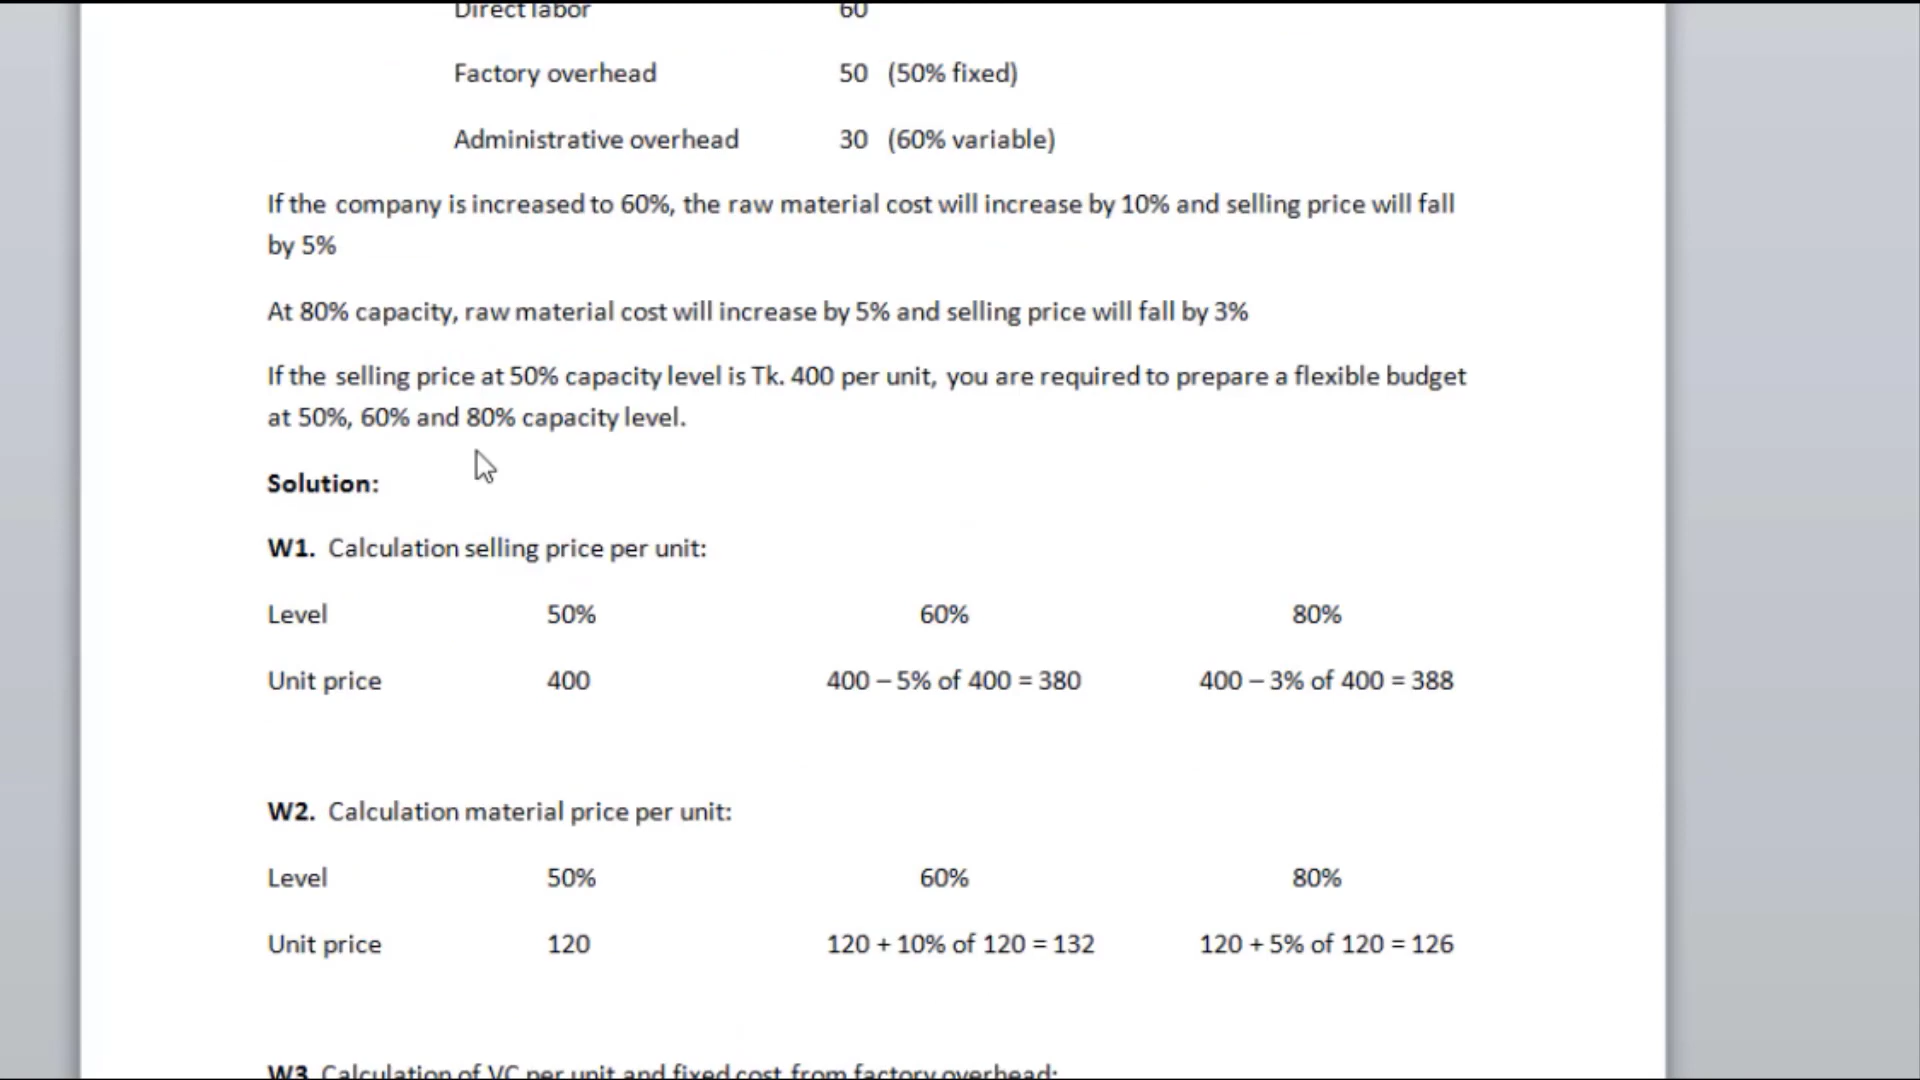 Direct labor 60
Factory overhead 50 (50% fixed)
Administrative overhead 30 (60% variable)
If the company is increased to 60%, the raw material cost will increase by 10% and selling price will fall
by 5%
At 80% capacity, raw material cost will increase by 5% and selling price will fall by 3%
If the selling price at 50% capacity level is Tk. 400 per unit, you are required to prepare a flexible budget
at 50%, 60% and 80% capacity level.
Solution:
W1. Calculation selling price per unit:
Level 50% 60% 80%
Unit price 400 400 – 5% of 400 = 380 400 – 3% of 400 = 388
W2. Calculation material price per unit:
Level 50% 60% 80%
Unit price 120 120 + 10% of 120 = 132 120 + 5% of 120 = 126
W3. Calculation of VC per unit and fixed cost from factory overhead: